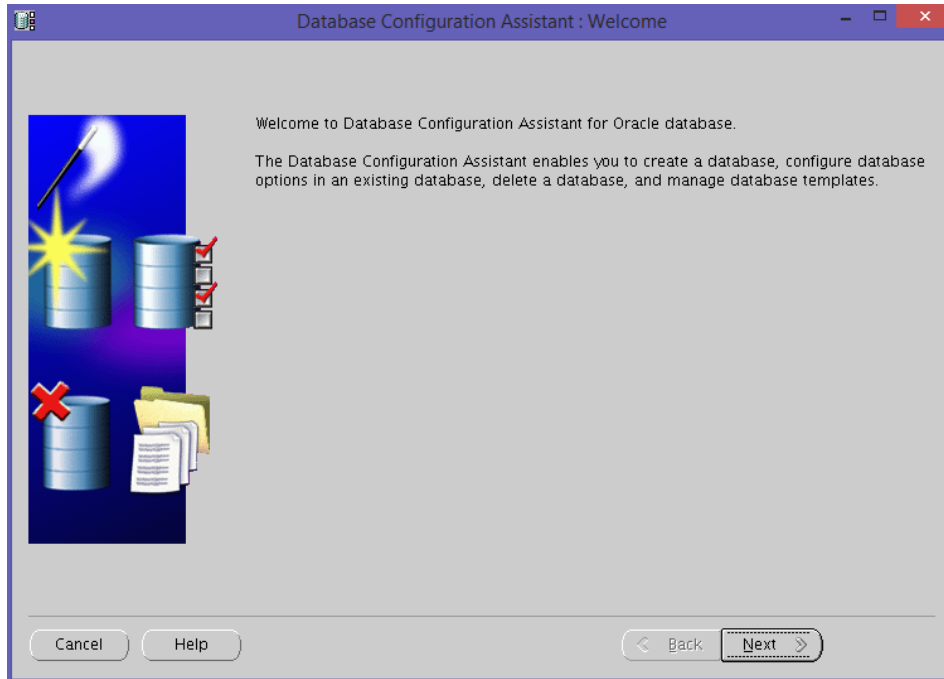 Database Configuration Assistant : Welcome
Welcome to Database Configuration Assistant for Oracle database.
The Database Configuration Assistant enables you to create a database, configure database
options in an existing database, delete a database, and manage database templates.
Cancel
Help
Back
Next